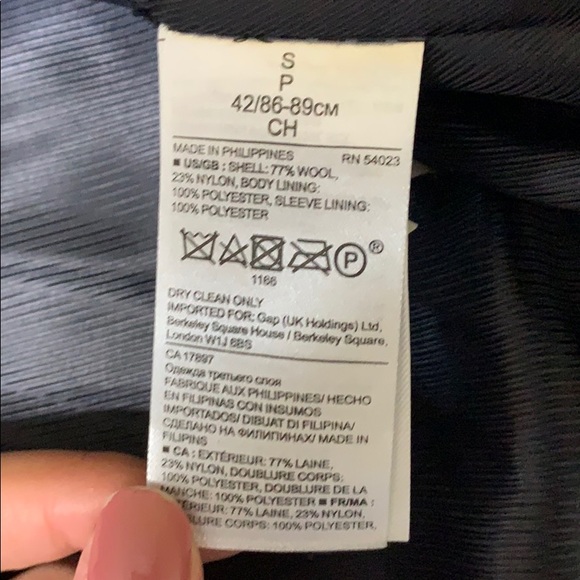 S
P
42/86-89CM
CH
MADE IN PHILIPPINES RN 54023
■ US/GB : SHELL: 77% WOOL,
23% NYLON, BODY LINING:
100% POLYESTER, SLEEVE LINING:
100% POLYESTER
P ®
1166
DRY CLEAN ONLY
IMPORTED FOR: Gap (UK Holdings) Ltd,
Berkeley Square House / Berkeley Square,
London W1J 6BS
CA 17897
Одежда третьего слоя
FABRIQUE AUX PHILIPPINES/ HECHO
EN FILIPINAS CON INSUMOS
IMPORTADOS/ DIBUAT DI FILIPINA/
СДЕЛАНО НА ФИЛИППИНАХ/ MADE IN
FILIPINS
■ CA : EXTÉRIEUR: 77% LAINE,
23% NYLON, DOUBLURE CORPS:
100% POLYESTER, DOUBLURE DE LA
MANCHE: 100% POLYESTER ■ FR/MA :
TÉRIEUR: 77% LAINE, 23% NYLON,
UBLURE CORPS: 100% POLYESTER,